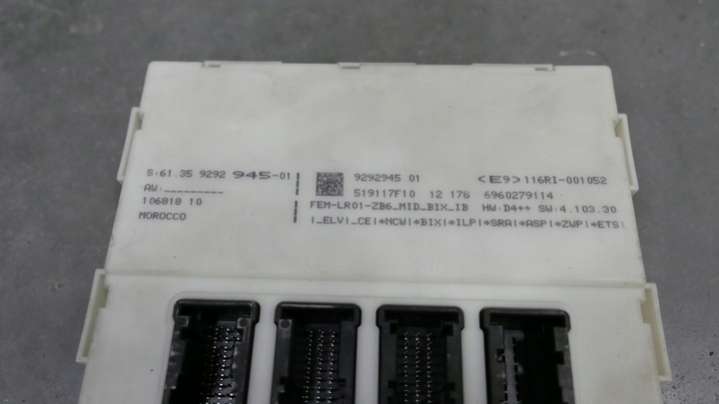 S:61.35 9292 945-01
AW:_________
106818 10
MOROCCO
9292945 01 <E9>116RI-001052
519117F10 12 176 6960279114
FEM-LR01-ZB6_MID_BIX_IB HW:D4++ SW:4.103.30
|_ELV|_CE|*NCW|*BIX|*ILP|*SRA|*ASP|*ZWP|*ETS|